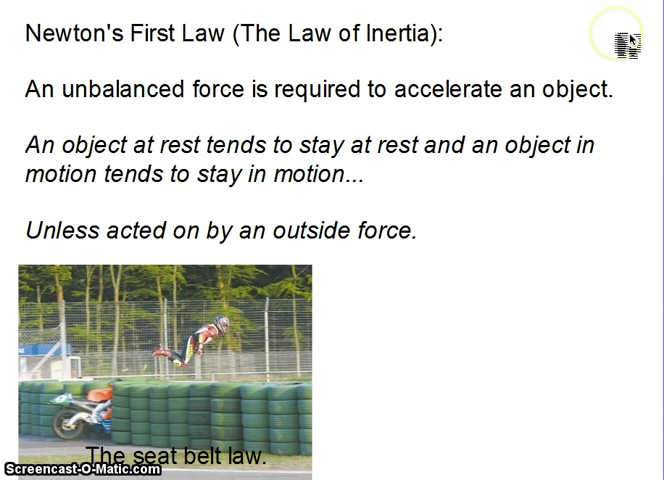 Newton's First Law (The Law of Inertia):
An unbalanced force is required to accelerate an object.
An object at rest tends to stay at rest and an object in
motion tends to stay in motion...
Unless acted on by an outside force.
The seat belt law.
Screencast-O-Matic.com